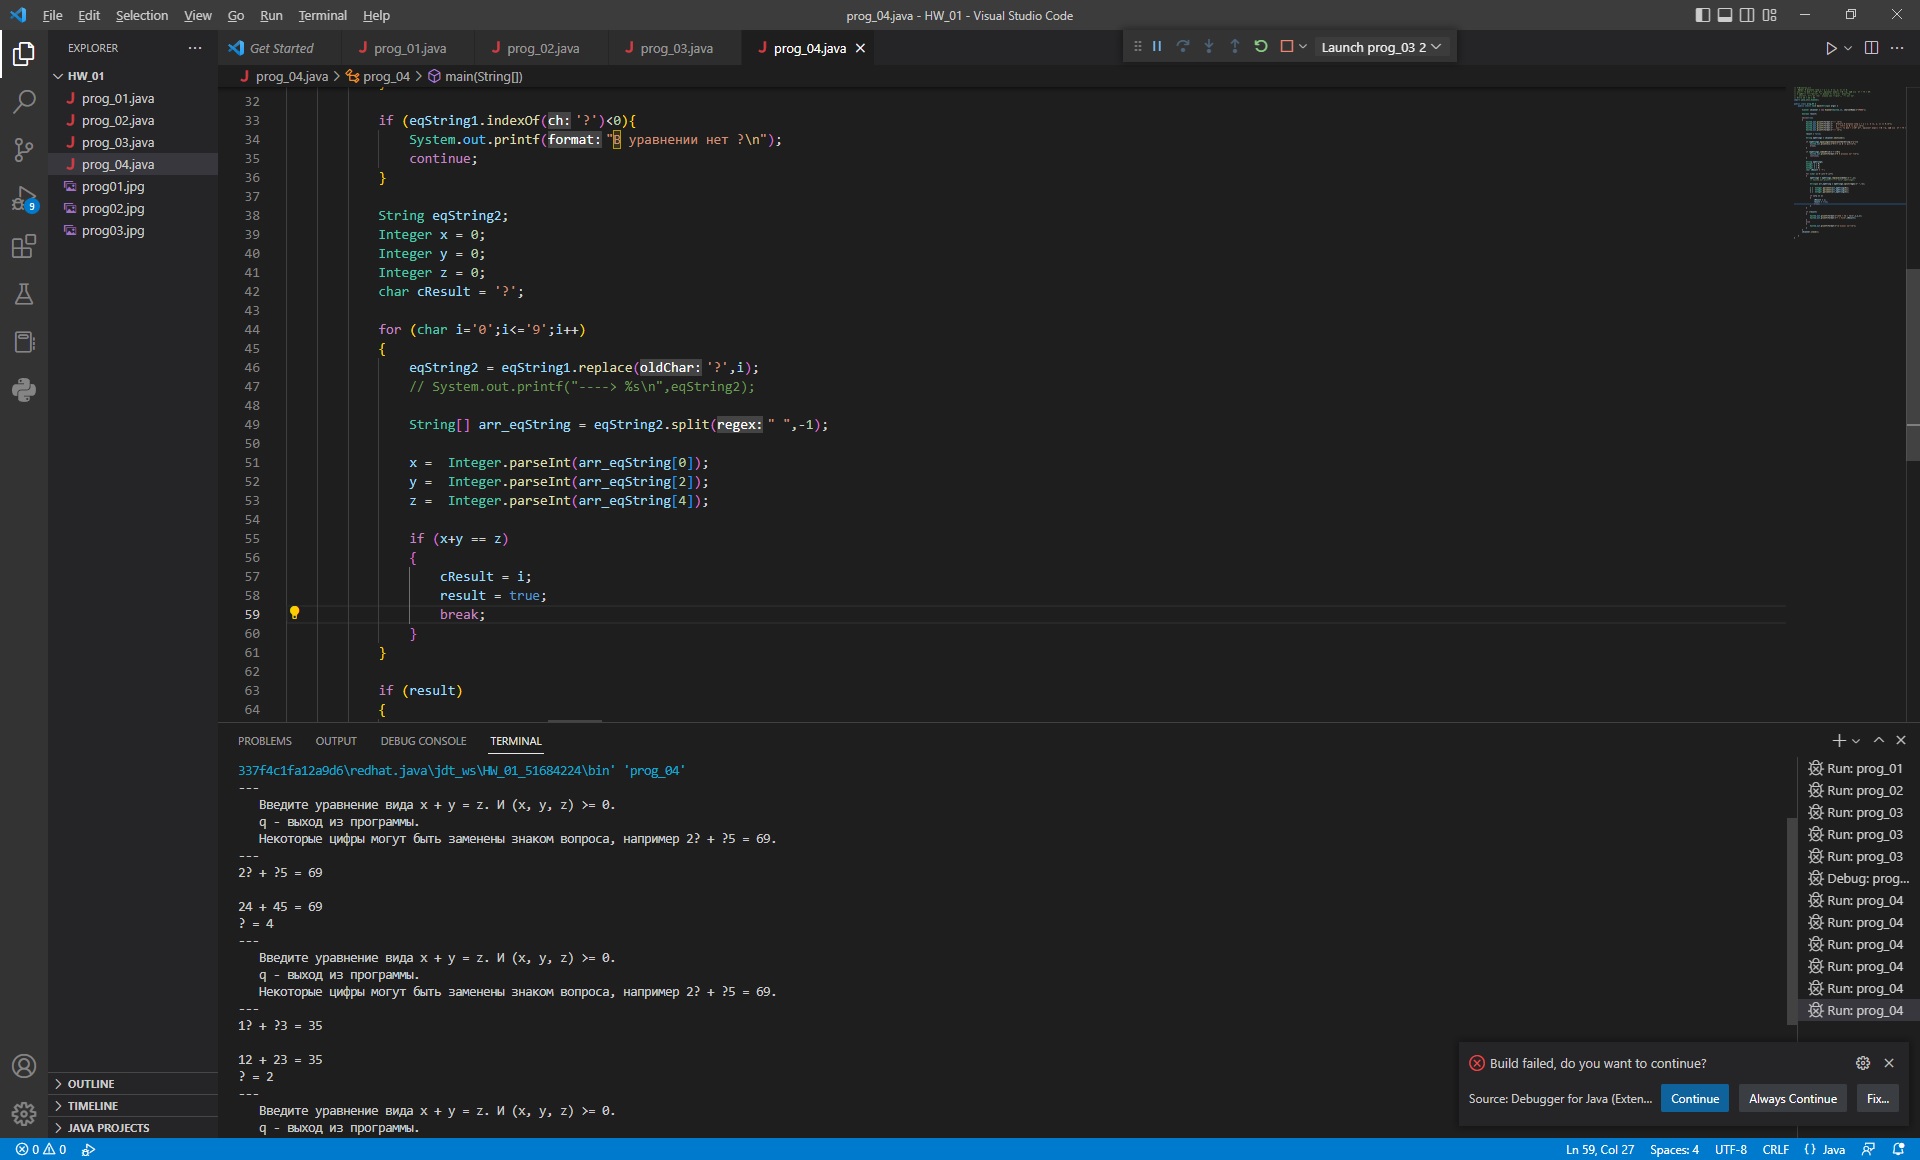 File Edit Selection View Go Run Terminal Help
prog_04.java - HW_01 - Visual Studio Code
EXPLORER
HW_01
prog_01.java
prog_02.java
prog_03.java
prog_04.java
prog01.jpg
prog02.jpg
prog03.jpg
9
OUTLINE
TIMELINE
JAVA PROJECTS
Get Started
prog_01.java
prog_02.java
prog_03.java
prog_04.java
Launch prog_03 2
prog_04.java > prog_04 > main(String[])
32
33 if (eqString1.indexOf(ch: '?')<0){
34 System.out.printf(format: "В уравнении нет ?\n");
35 continue;
36 }
37
38 String eqString2;
39 Integer x = 0;
40 Integer y = 0;
41 Integer z = 0;
42 char cResult = '?';
43
44 for (char i='0';i<='9';i++)
45 {
46 eqString2 = eqString1.replace(oldChar: '?',i);
47 // System.out.printf("----> %s\n",eqString2);
48
49 String[] arr_eqString = eqString2.split(regex: " ",-1);
50
51 x = Integer.parseInt(arr_eqString[0]);
52 y = Integer.parseInt(arr_eqString[2]);
53 z = Integer.parseInt(arr_eqString[4]);
54
55 if (x+y == z)
56 {
57 cResult = i;
58 result = true;
59 break;
60 }
61 }
62
63 if (result)
64 {
PROBLEMS OUTPUT DEBUG CONSOLE TERMINAL
337f4c1fa12a9d6\redhat.java\jdt_ws\HW_01_51684224\bin' 'prog_04'
---
Введите уравнение вида x + y = z. И (x, y, z) >= 0.
q - выход из программы.
Некоторые цифры могут быть заменены знаком вопроса, например 2? + ?5 = 69.
---
2? + ?5 = 69
24 + 45 = 69
? = 4
---
Введите уравнение вида x + y = z. И (x, y, z) >= 0.
q - выход из программы.
Некоторые цифры могут быть заменены знаком вопроса, например 2? + ?5 = 69.
---
1? + ?3 = 35
12 + 23 = 35
? = 2
---
Введите уравнение вида x + y = z. И (x, y, z) >= 0.
q - выход из программы.
Run: prog_01
Run: prog_02
Run: prog_03
Run: prog_03
Run: prog_03
Debug: prog...
Run: prog_04
Run: prog_04
Run: prog_04
Run: prog_04
Run: prog_04
Run: prog_04
Build failed, do you want to continue?
Source: Debugger for Java (Exten...
Continue
Always Continue
Fix...
0 0
Ln 59, Col 27
Spaces: 4
UTF-8
CRLF
{ } Java